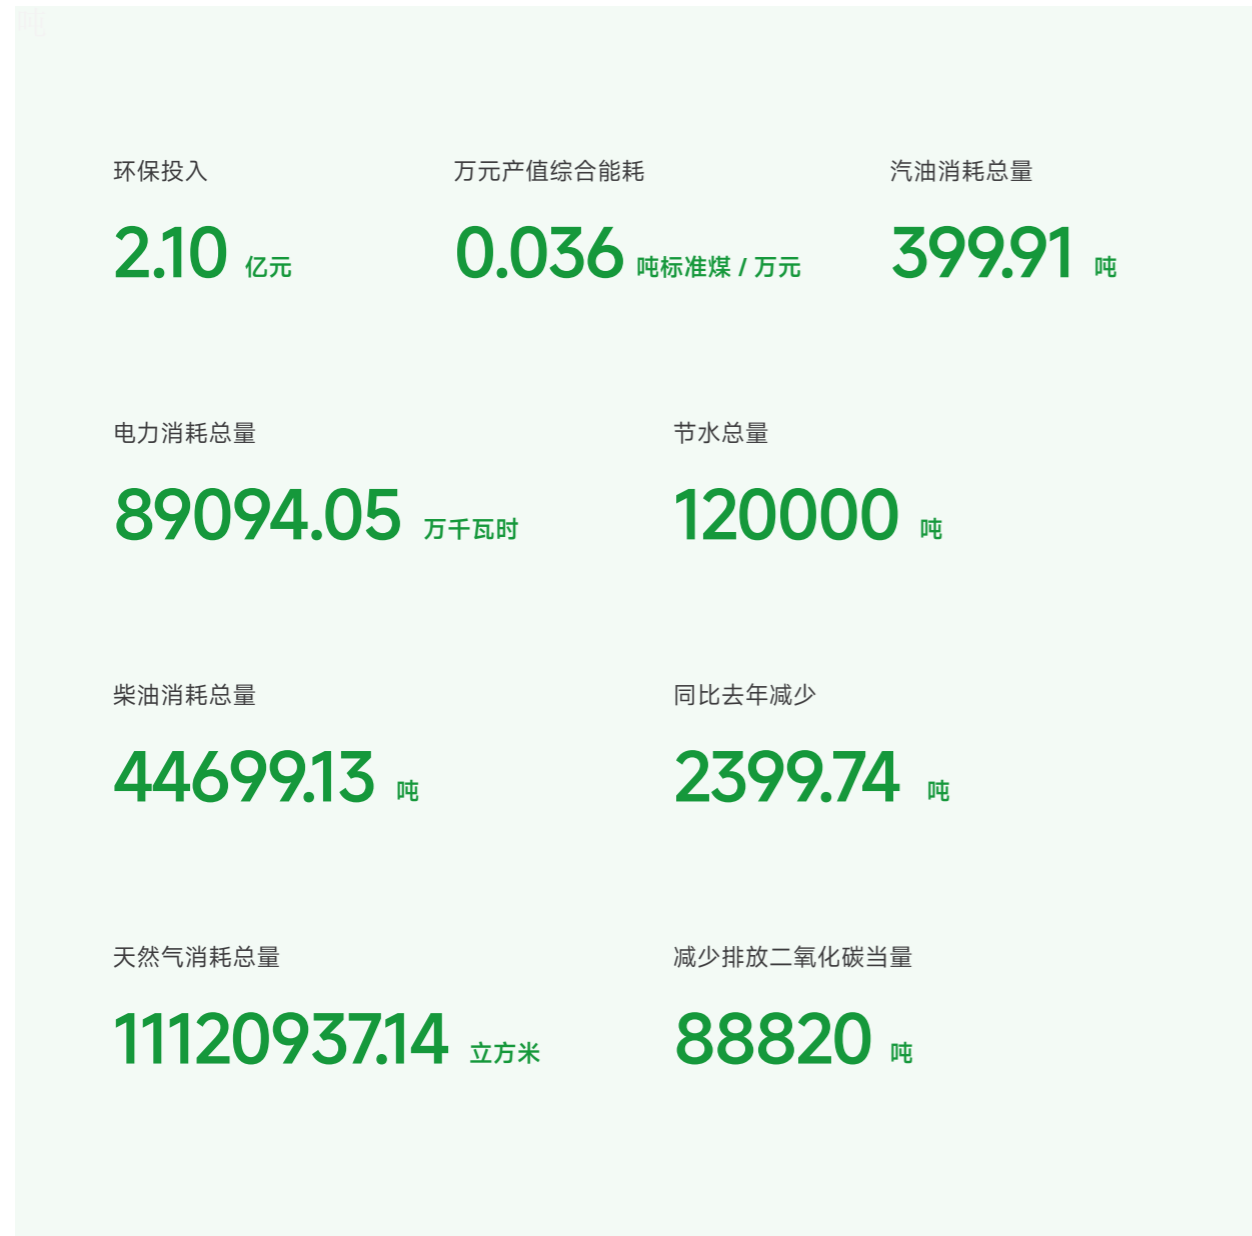 环保投入
2.10 亿元
万元产值综合能耗
0.036 吨标准煤 / 万元
汽油消耗总量
399.91 吨
电力消耗总量
89094.05 万千瓦时
节水总量
120000 吨
柴油消耗总量
44699.13 吨
同比去年减少
2399.74 吨
天然气消耗总量
111120937.14 立方米
减少排放二氧化碳当量
88820 吨